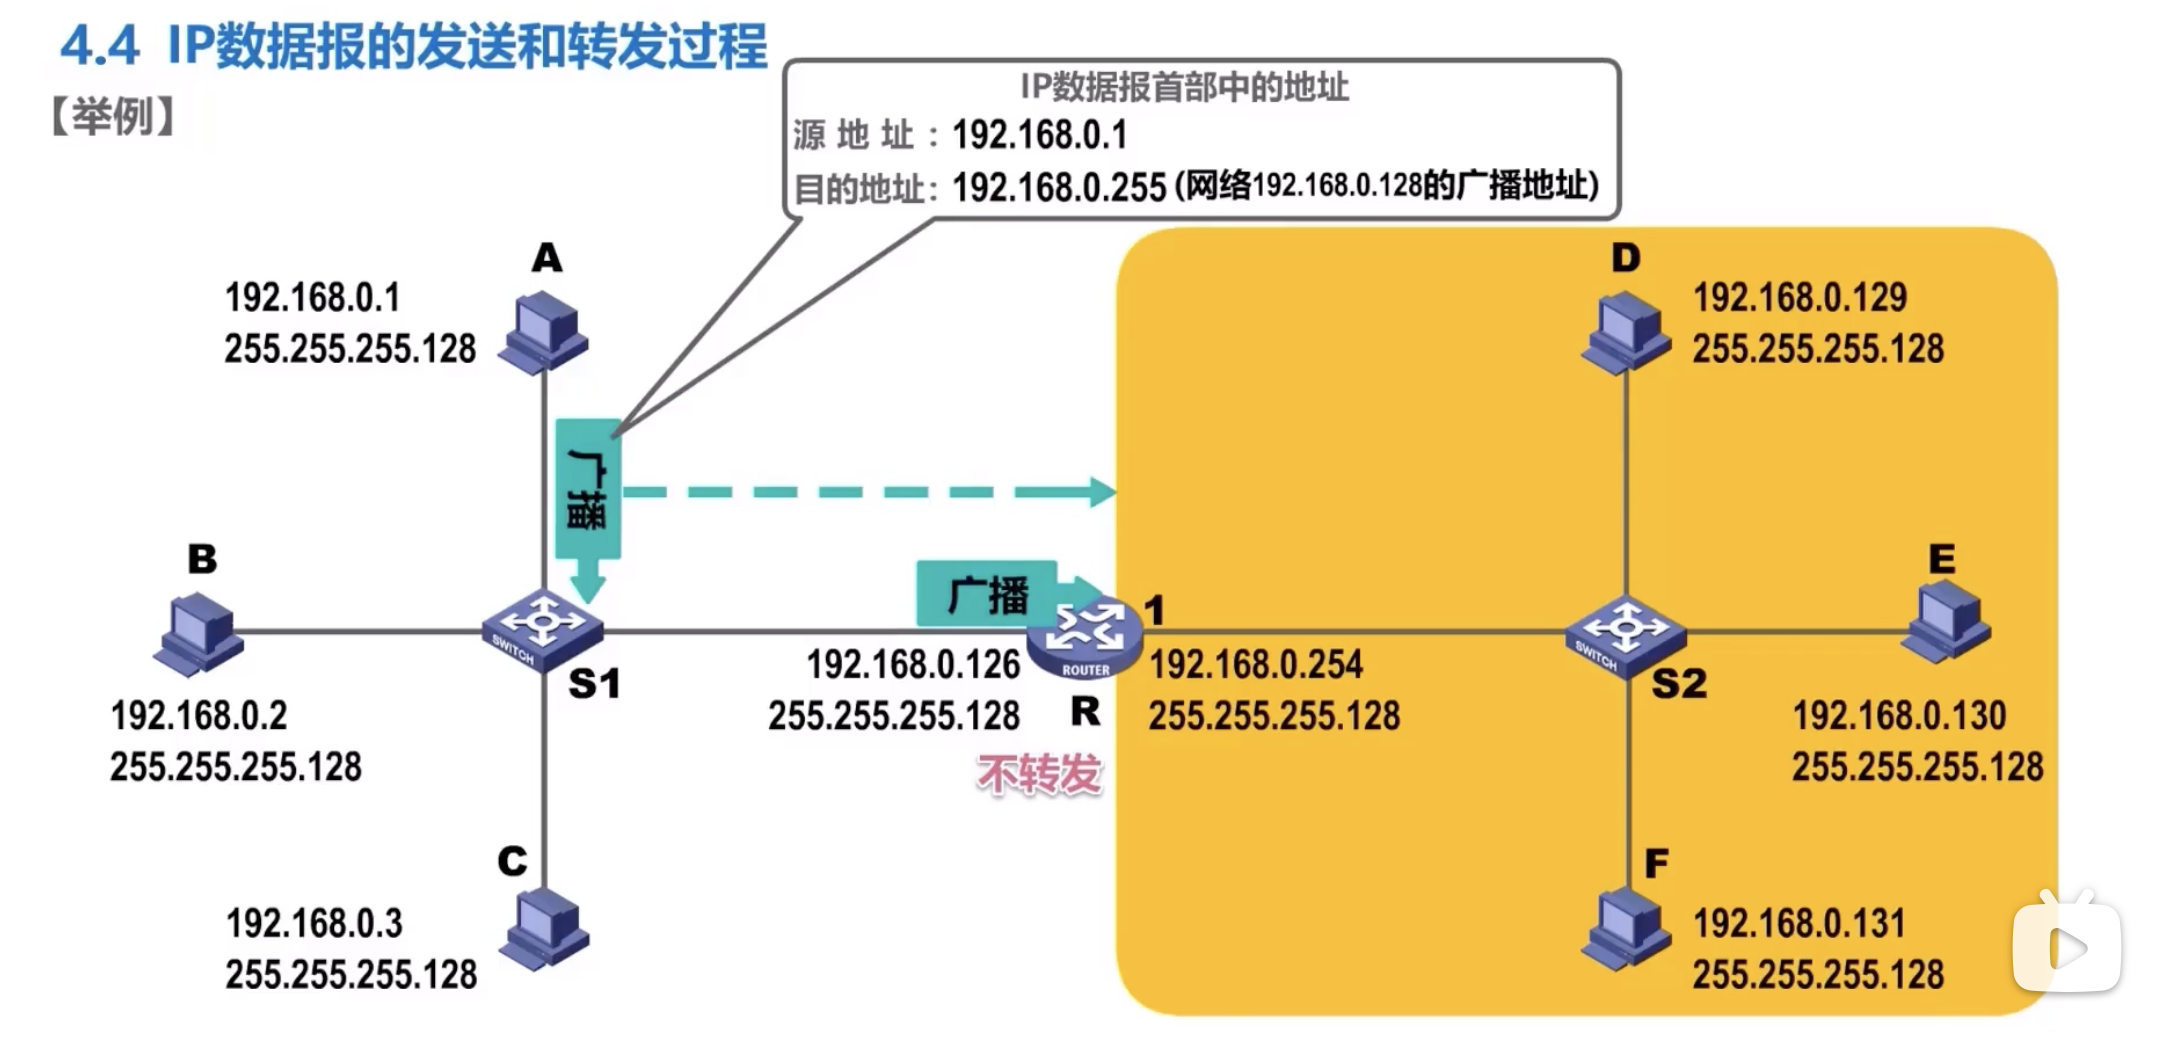 4.4 IP数据报的发送和转发过程
【举例】
IP数据报首部中的地址
源 地 址 : 192.168.0.1
目的地址: 192.168.0.255 (网络192.168.0.128的广播地址)
A
192.168.0.1
255.255.255.128
D
192.168.0.129
255.255.255.128
广播
B
192.168.0.2
255.255.255.128
SWITCH
S1
广播
192.168.0.126
255.255.255.128
ROUTER
R
不转发
1
192.168.0.254
255.255.255.128
SWITCH
S2
E
192.168.0.130
255.255.255.128
C
192.168.0.3
255.255.255.128
F
192.168.0.131
255.255.255.128